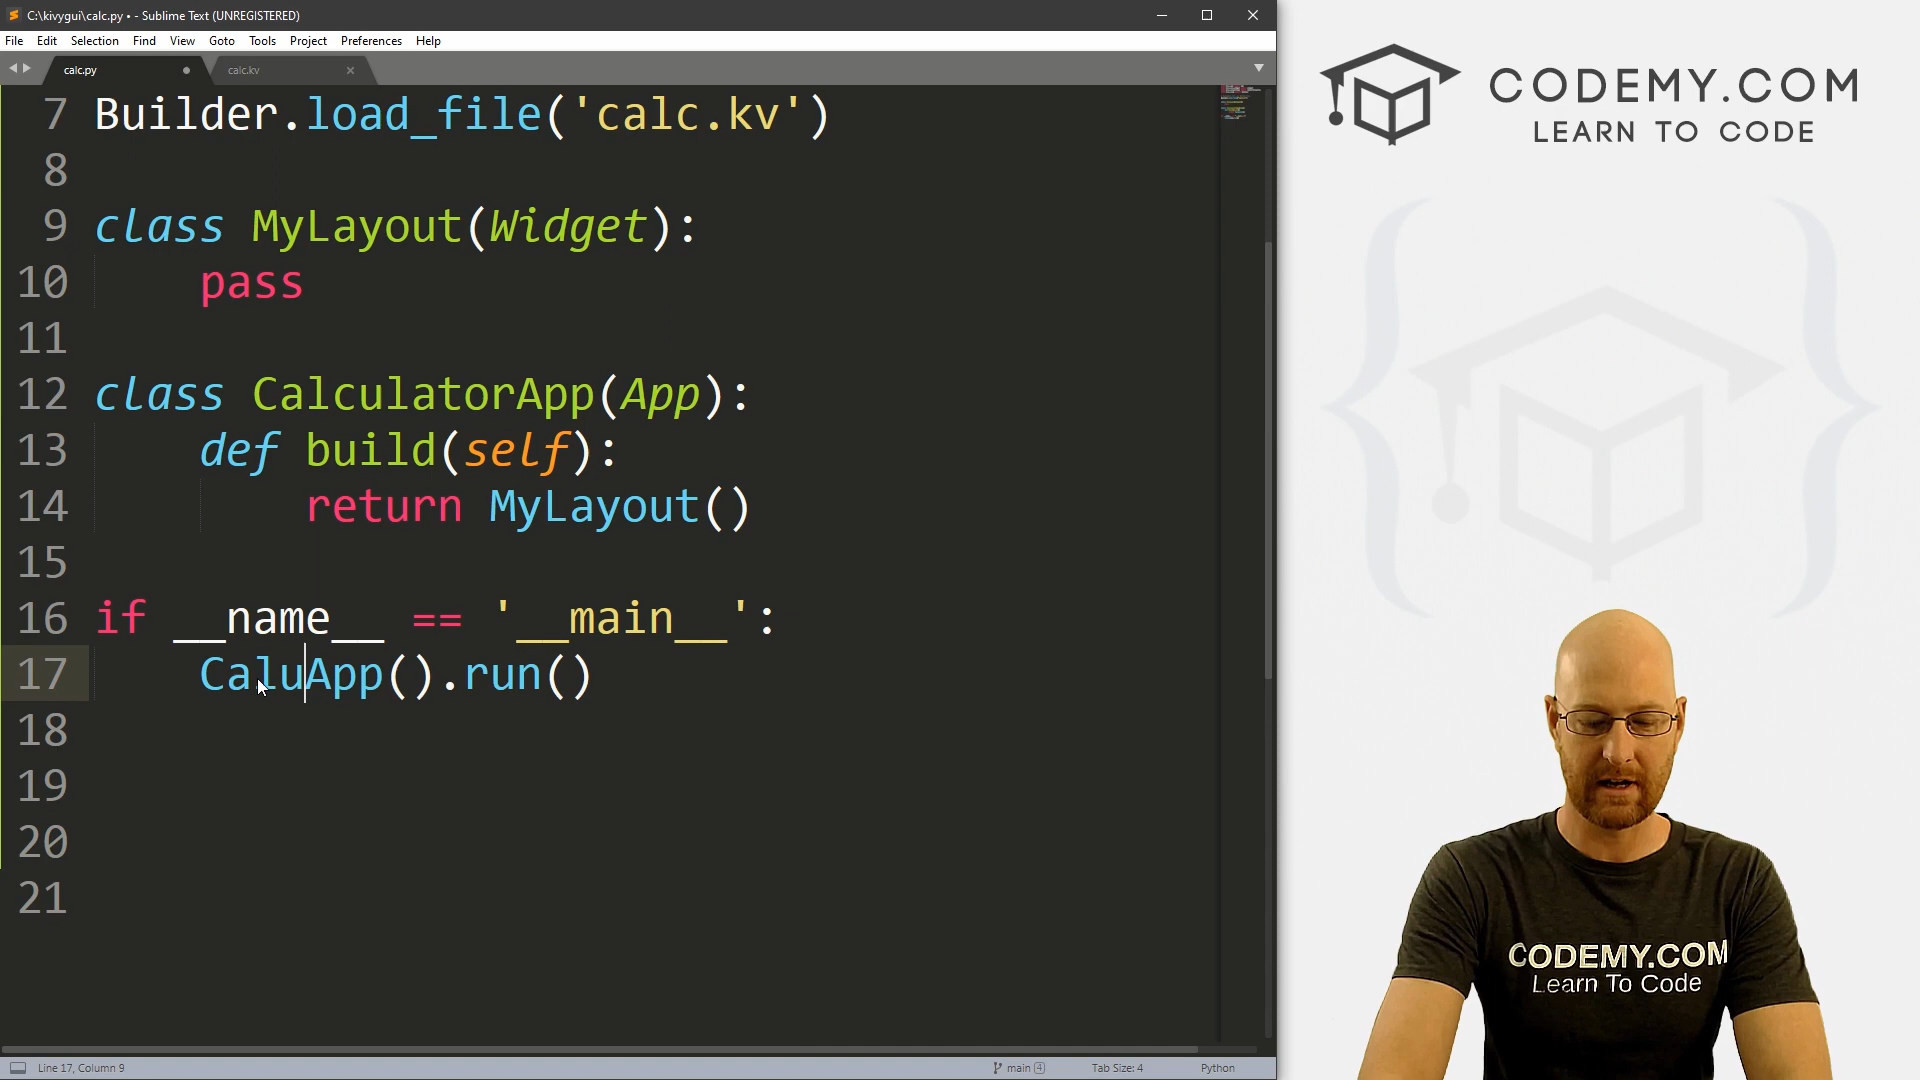 C:\kivygui\calc.py • - Sublime Text (UNREGISTERED)
File Edit Selection Find View Goto Tools Project Preferences Help
calc.py calc.kv
7 Builder.load_file('calc.kv')
8
9 class MyLayout(Widget):
10 pass
11
12 class CalculatorApp(App):
13 def build(self):
14 return MyLayout()
15
16 if __name__ == '__main__':
17 CaluApp().run()
18
19
20
21
Line 17, Column 9 main 4 Tab Size: 4 Python
CODEMY.COM
LEARN TO CODE
CODEMY.COM
Learn To Code